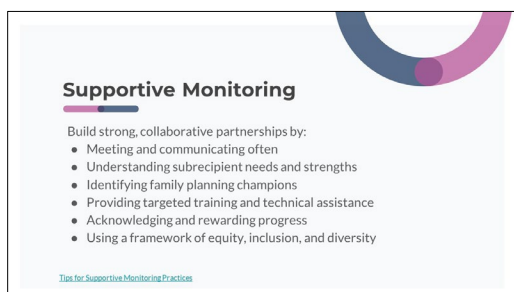 Supportive Monitoring
Build strong, collaborative partnerships by:
● Meeting and communicating often
● Understanding subrecipient needs and strengths
● Identifying family planning champions
● Providing targeted training and technical assistance
● Acknowledging and rewarding progress
● Using a framework of equity, inclusion, and diversity
Tips for Supportive Monitoring Practices